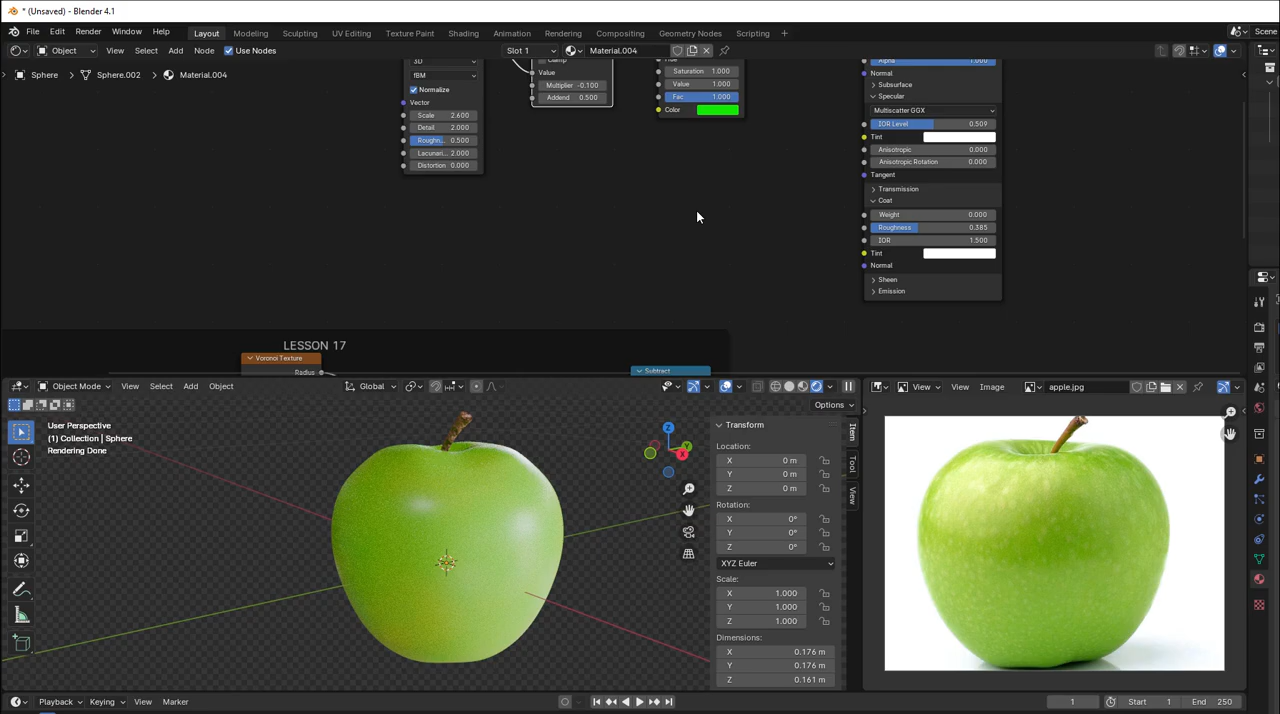 * (Unsaved) - Blender 4.1
File Edit Render Window Help Layout Modeling Sculpting UV Editing Texture Paint Shading Animation Rendering Compositing Geometry Nodes Scripting + Scene
Object View Select Add Node Use Nodes Slot 1 Material.004
Sphere > Sphere.002 > Material.004
3D
fBM
Normalize
Vector
Scale 2.600
Detail 2.000
Roughn... 0.500
Lacunari... 2.000
Distortion 0.000
Clamp
Value
Multiplier -0.100
Addend 0.500
Saturation 1.000
Value 1.000
Fac 1.000
Color
Alpha 1.000
Normal
Subsurface
Specular
Multiscatter GGX
IOR Level 0.509
Tint
Anisotropic 0.000
Anisotropic Rotation 0.000
Tangent
Transmission
Coat
Weight 0.000
Roughness 0.385
IOR 1.500
Tint
Normal
Sheen
Emission
LESSON 17
Voronoi Texture
Radius
Subtract
Object Mode View Select Add Object Global
Options
User Perspective
(1) Collection | Sphere
Rendering Done
Z
Y
X
Transform
Location:
X 0 m
Y 0 m
Z 0 m
Rotation:
X 0°
Y 0°
Z 0°
XYZ Euler
Scale:
X 1.000
Y 1.000
Z 1.000
Dimensions:
X 0.176 m
Y 0.176 m
Z 0.161 m
Item
Tool
View
View View Image apple.jpg
Playback Keying View Marker 1 Start 1 End 250